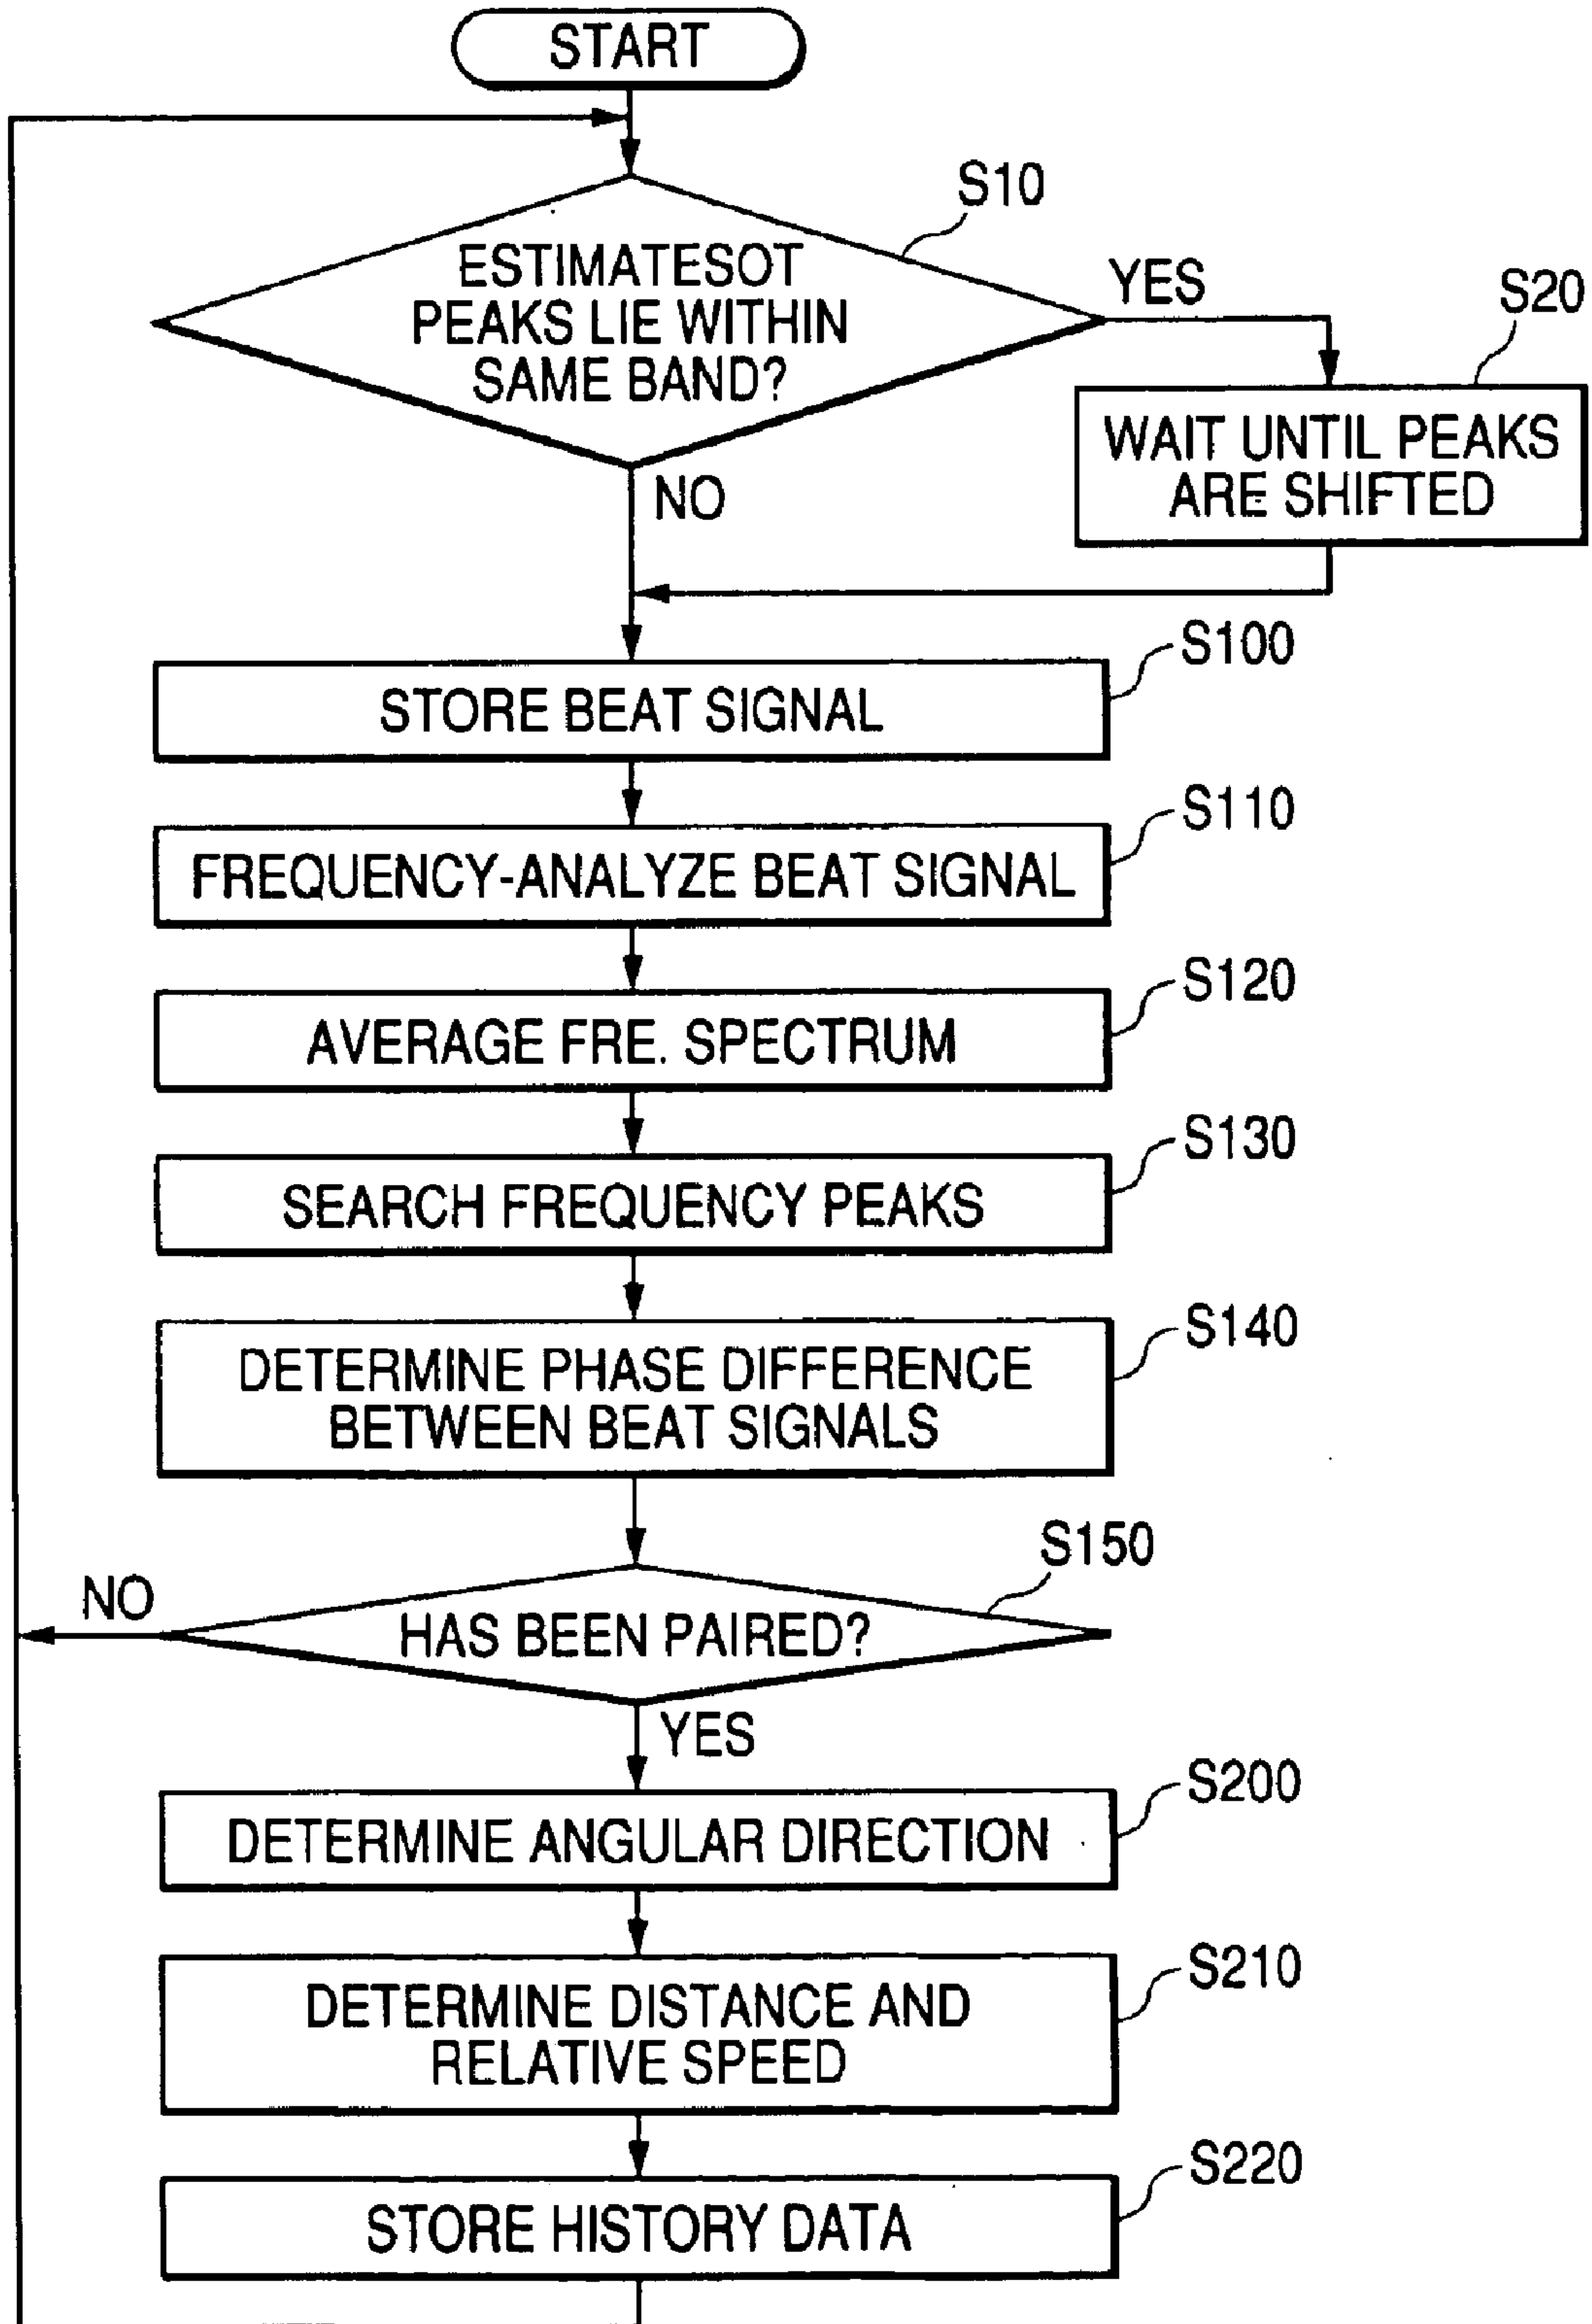 START
S10
ESTIMATESOT
PEAKS LIE WITHIN
SAME BAND?
YES
S20
WAIT UNTIL PEAKS
ARE SHIFTED
NO
S100
STORE BEAT SIGNAL
S110
FREQUENCY-ANALYZE BEAT SIGNAL
S120
AVERAGE FRE. SPECTRUM
S130
SEARCH FREQUENCY PEAKS
S140
DETERMINE PHASE DIFFERENCE
BETWEEN BEAT SIGNALS
S150
NO
HAS BEEN PAIRED?
YES
S200
DETERMINE ANGULAR DIRECTION
S210
DETERMINE DISTANCE AND
RELATIVE SPEED
S220
STORE HISTORY DATA